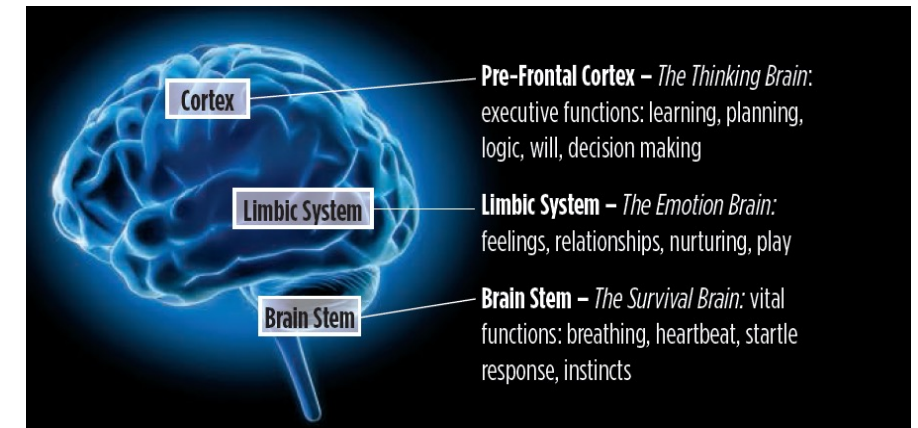 Cortex
Pre-Frontal Cortex – The Thinking Brain:
executive functions: learning, planning,
logic, will, decision making
Limbic System
Limbic System – The Emotion Brain:
feelings, relationships, nurturing, play
Brain Stem
Brain Stem – The Survival Brain: vital
functions: breathing, heartbeat, startle
response, instincts